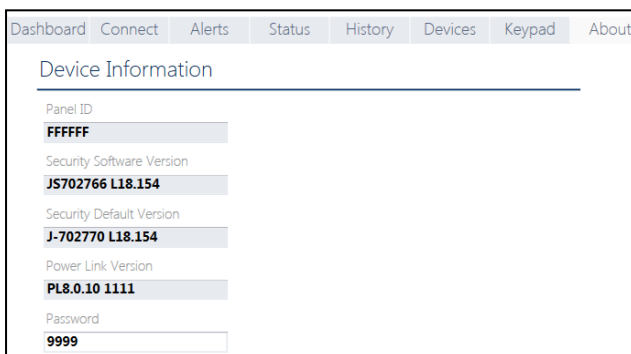 Dashboard Connect Alerts Status History Devices Keypad About
Device Information
Panel ID
FFFFFF
Security Software Version
JS702766 L18.154
Security Default Version
J-702770 L18.154
Power Link Version
PL8.0.10 1111
Password
9999